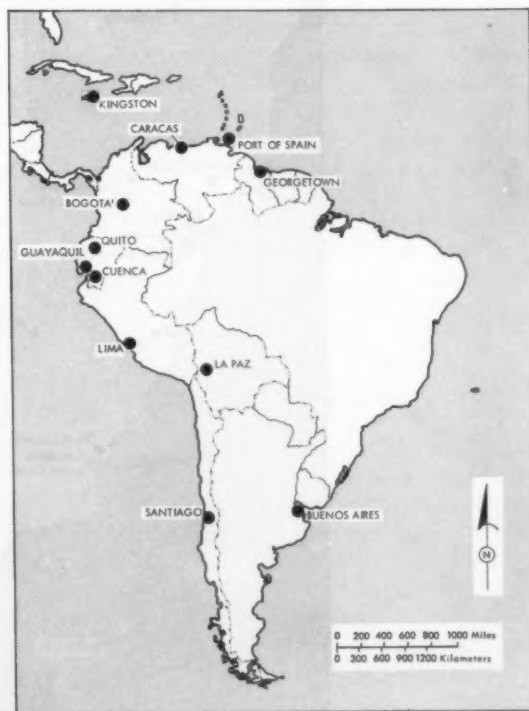 KINGSTON
CARACAS
PORT OF SPAIN
GEORGETOWN
BOGOTA'
QUITO
GUAYAQUIL
CUENCA
LIMA
LA PAZ
SANTIAGO
BUENOS AIRES
N
0 200 400 600 800 1000 Miles
0 300 600 900 1200 Kilometers